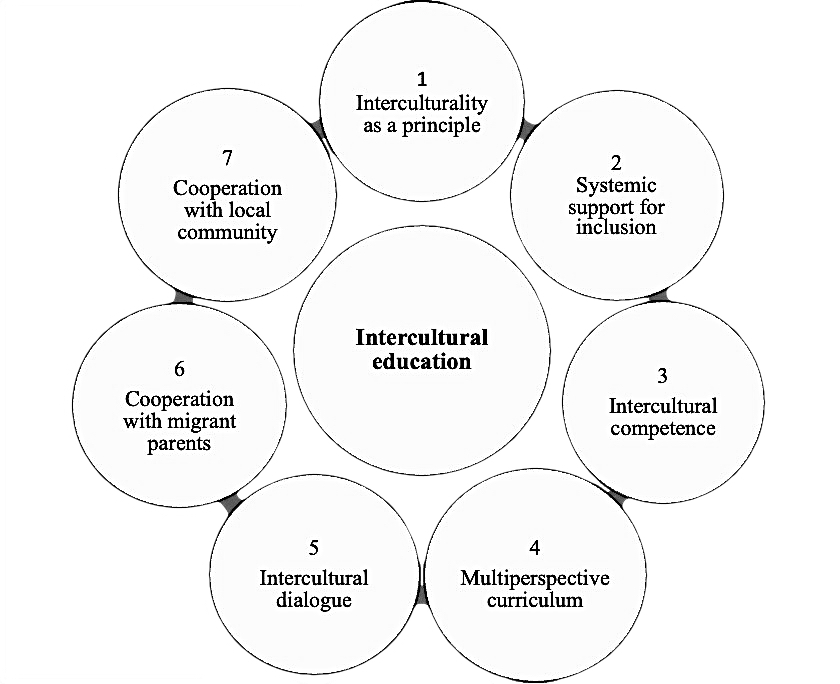 1
Interculturality
as a principle
2
Systemic
support for
inclusion
3
Intercultural
competence
4
Multiperspective
curriculum
5
Intercultural
dialogue
6
Cooperation
with migrant
parents
7
Cooperation
with local
community
Intercultural
education